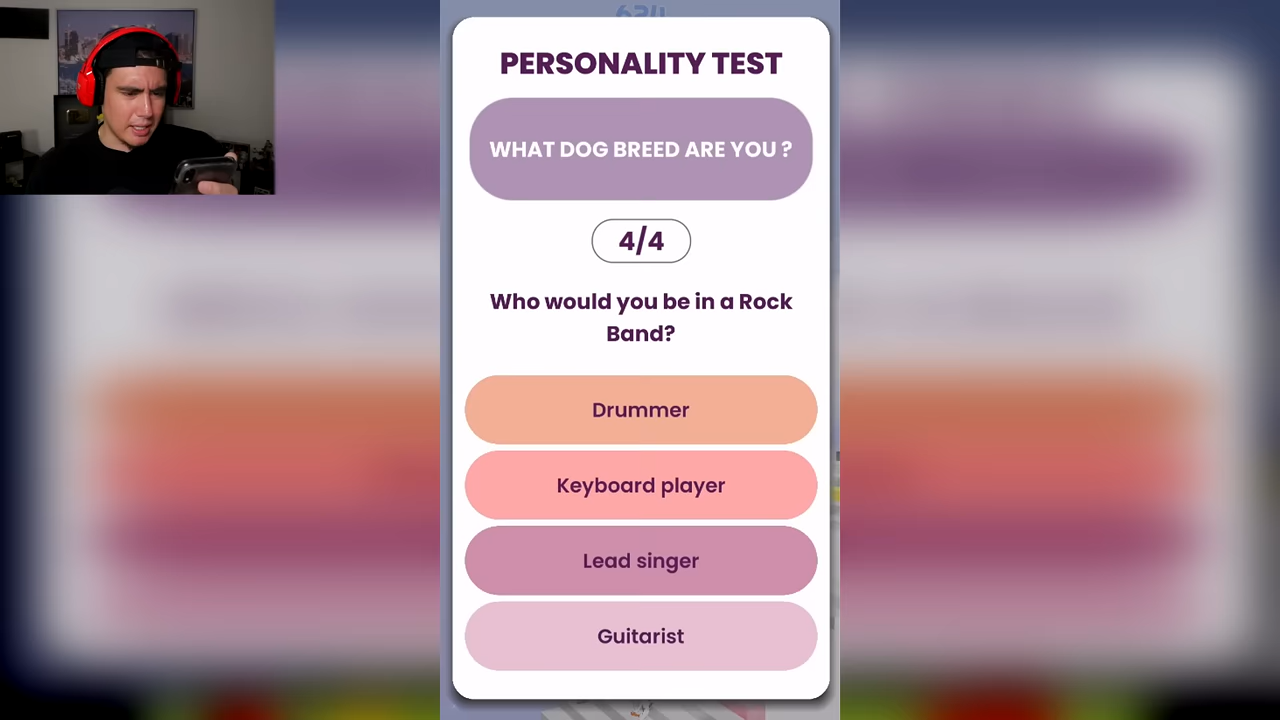 PERSONALITY TEST
WHAT DOG BREED ARE YOU ?
4/4
Who would you be in a Rock
Band?
Drummer
Keyboard player
Lead singer
Guitarist